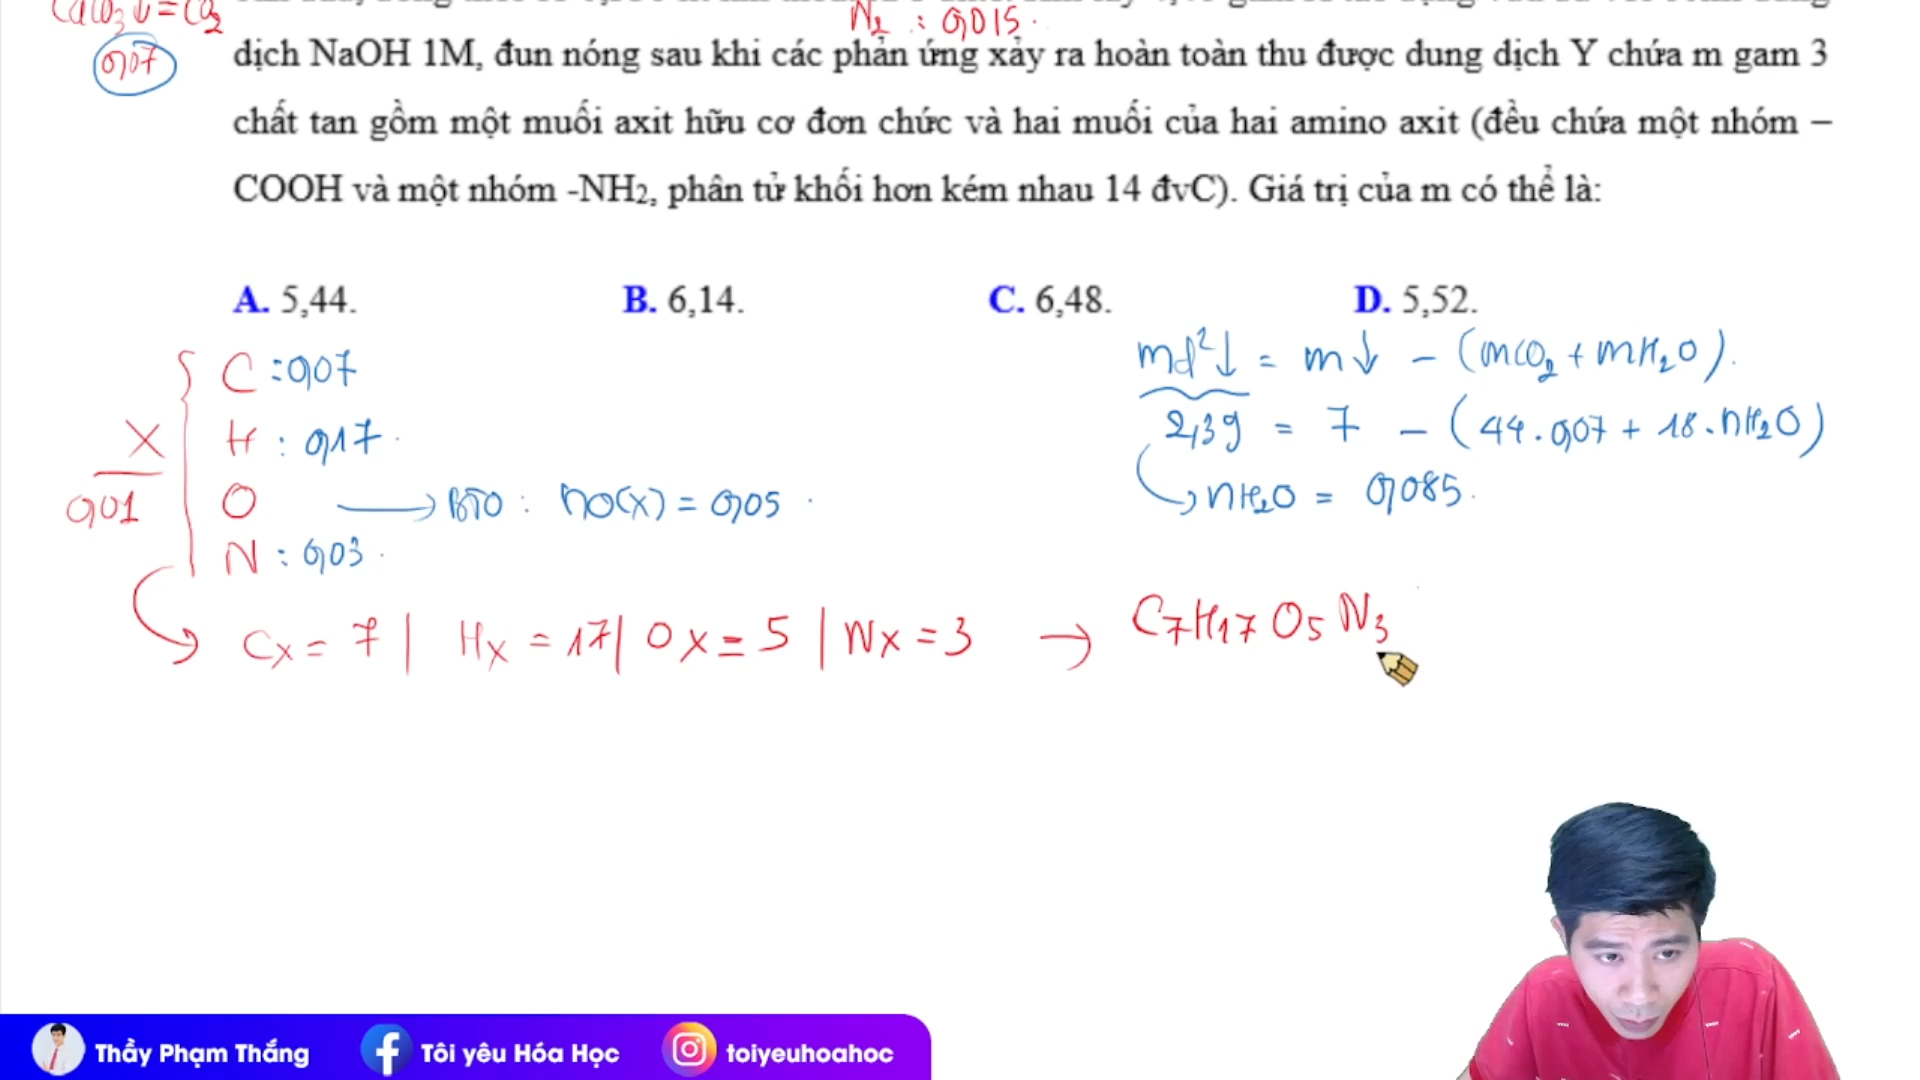 CaCO3↓ = CO2
N2 : 0,015.
0,07
dịch NaOH 1M, đun nóng sau khi các phản ứng xảy ra hoàn toàn thu được dung dịch Y chứa m gam 3
chất tan gồm một muối axit hữu cơ đơn chức và hai muối của hai amino axit (đều chứa một nhóm –
COOH và một nhóm -NH2, phân tử khối hơn kém nhau 14 đvC). Giá trị của m có thể là:
A. 5,44. B. 6,14. C. 6,48. D. 5,52.
C : 0,07
md²↓ = m↓ – (mCO2 + mH2O).
X H : 0,17.
2,39 = 7 – (44.0,07 + 18.nH2O)
0,01 O → BTO : nO(X) = 0,05.
nH2O = 0,085.
N : 0,03.
CX = 7 | HX = 17 | OX = 5 | NX = 3 → C7H17O5N3
Thầy Phạm Thắng Tôi yêu Hóa Học toiyeuhoahoc